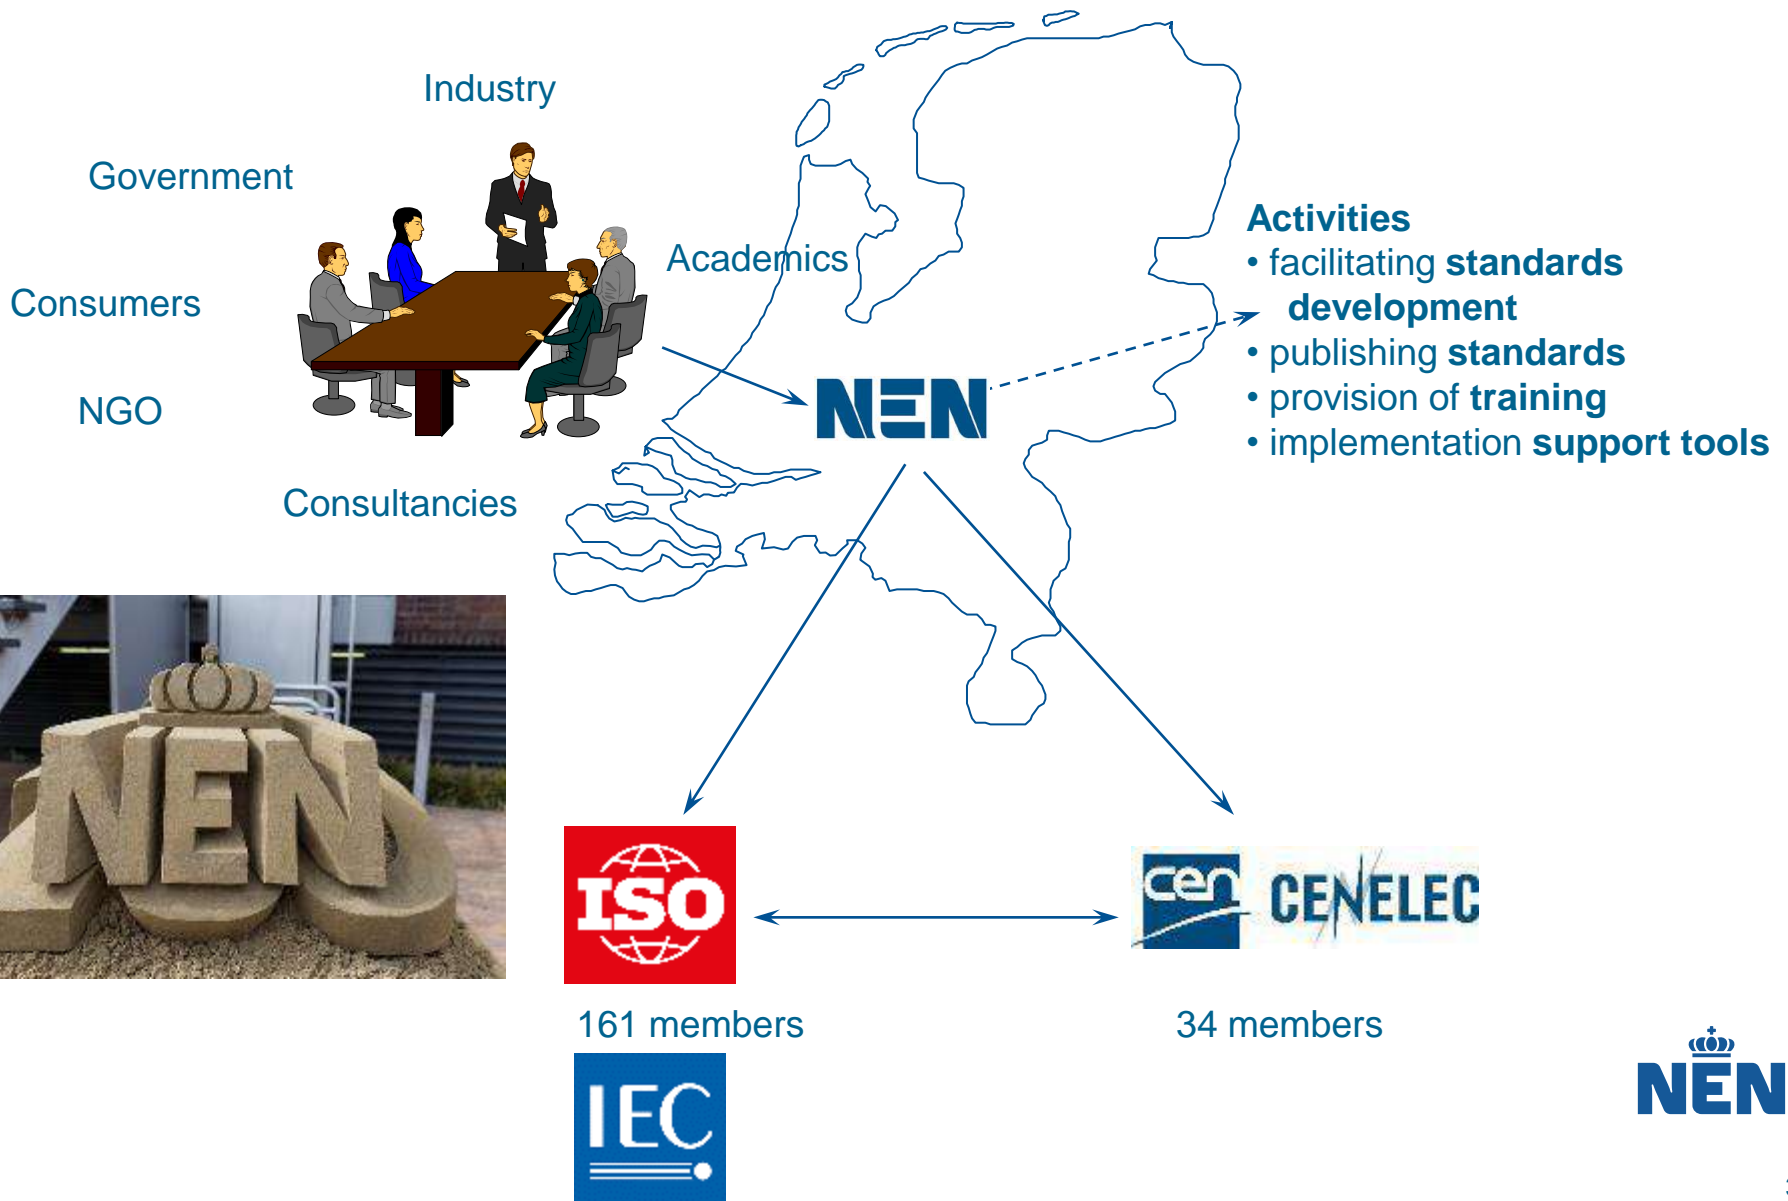 Industry
Government
Academics
Consumers
NGO
Consultancies
NEN
Activities
• facilitating standards
development
• publishing standards
• provision of training
• implementation support tools
NEN
ISO
cen CENELEC
161 members
34 members
IEC
NEN